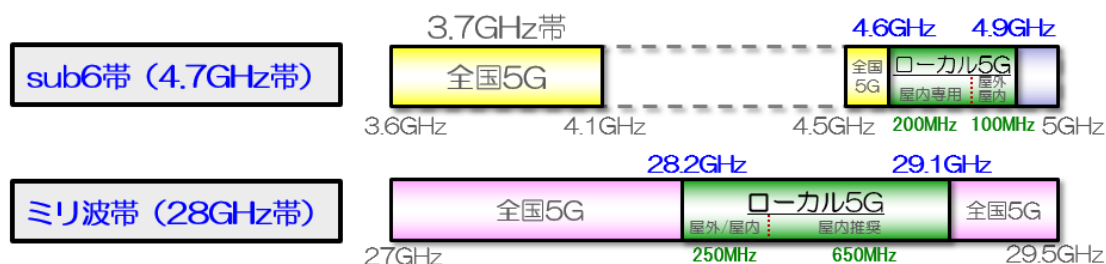 3.7GHz帯
4.6GHz 4.9GHz
sub6帯（4.7GHz帯）
全国5G
全国
5G
ローカル5G
屋内専用
屋外
屋内
3.6GHz 4.1GHz 4.5GHz 200MHz 100MHz 5GHz
28.2GHz 29.1GHz
ミリ波帯（28GHz帯）
全国5G
ローカル5G
屋外/屋内 屋内推奨
全国5G
27GHz 250MHz 650MHz 29.5GHz